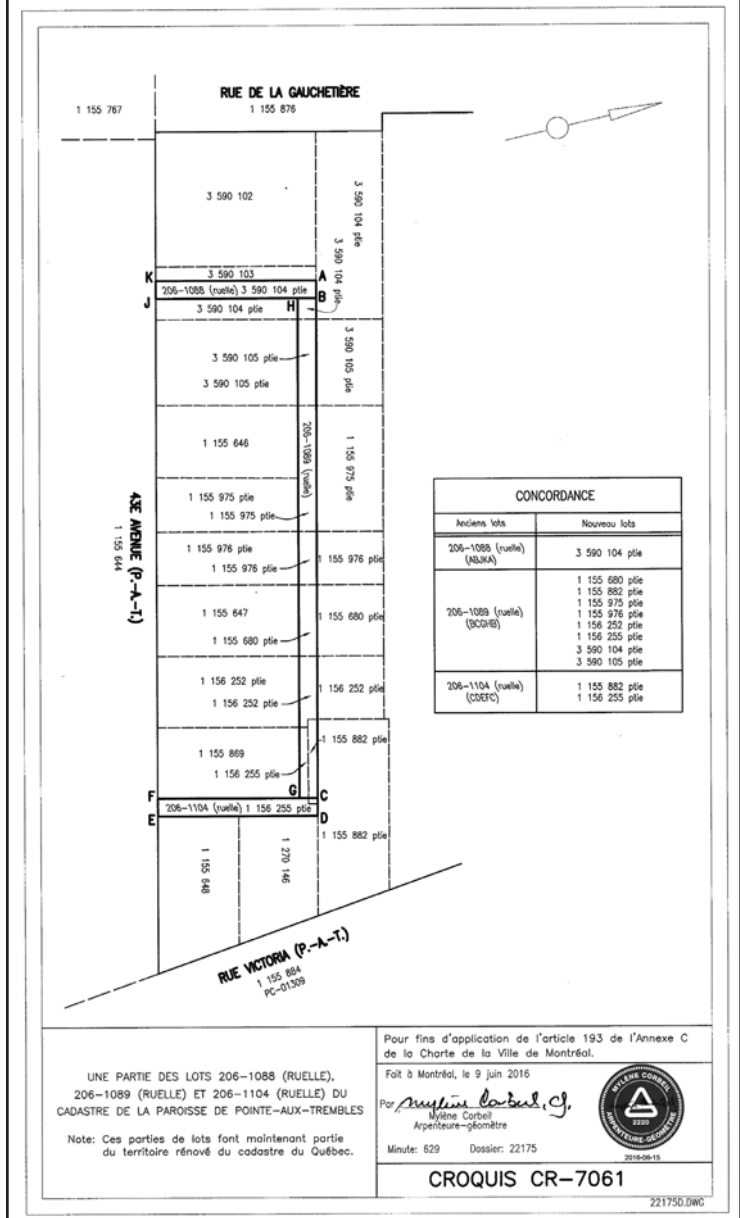 RUE DE LA GAUCHETIÈRE
1 155 876
1 155 767
3 590 102
3 590 104 ptie
3 590 104 ptie
K
3 590 103
A
206-1088 (ruelle) 3 590 104 ptie
B
J
3 590 104 ptie
H
3 590 105 ptie
3 590 105 ptie
3 590 105 ptie
1 155 646
206-1089 (ruelle)
1 155 975 ptie
1 155 975 ptie
1 155 975 ptie
43E AVENUE (P.-A.-T.)
1 155 644
1 155 976 ptie
1 155 976 ptie
1 155 976 ptie
1 155 647
1 155 680 ptie
1 155 680 ptie
1 156 252 ptie
1 156 252 ptie
1 156 252 ptie
1 155 882 ptie
1 155 869
1 156 255 ptie
G
F
C
206-1104 (ruelle) 1 156 255 ptie
E
D
1 155 882 ptie
1 155 648
1 270 146
RUE VICTORIA (P.-A.-T.)
1 155 884
PC-01309
CONCORDANCE
Anciens lots
Nouveau lots
206-1088 (ruelle)
(ABJKA)
3 590 104 ptie
206-1089 (ruelle)
(BCGHB)
1 155 680 ptie
1 155 882 ptie
1 155 975 ptie
1 155 976 ptie
1 156 252 ptie
1 156 255 ptie
3 590 104 ptie
3 590 105 ptie
206-1104 (ruelle)
(CDEFC)
1 155 882 ptie
1 156 255 ptie
UNE PARTIE DES LOTS 206-1088 (RUELLE),
206-1089 (RUELLE) ET 206-1104 (RUELLE) DU
CADASTRE DE LA PAROISSE DE POINTE-AUX-TREMBLES
Note: Ces parties de lots font maintenant partie
du territoire rénové du cadastre du Québec.
Pour fins d'application de l'article 193 de l'Annexe C
de la Charte de la Ville de Montréal.
Fait à Montréal, le 9 juin 2016
Par Mylène Corbeil, a.g.
Mylène Corbeil
Arpenteure-géomètre
Minute: 629 Dossier: 22175
MYLÈNE CORBEIL
2220
ARPENTEURE-GÉOMÈTRE
2016-06-15
CROQUIS CR-7061
22175D.DWG